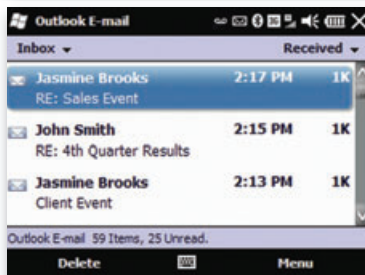 Outlook E-mail
Inbox Received
Jasmine Brooks 2:17 PM 1K
RE: Sales Event
John Smith 2:15 PM 1K
RE: 4th Quarter Results
Jasmine Brooks 2:13 PM 1K
Client Event
Outlook E-mail 59 Items, 25 Unread.
Delete Menu